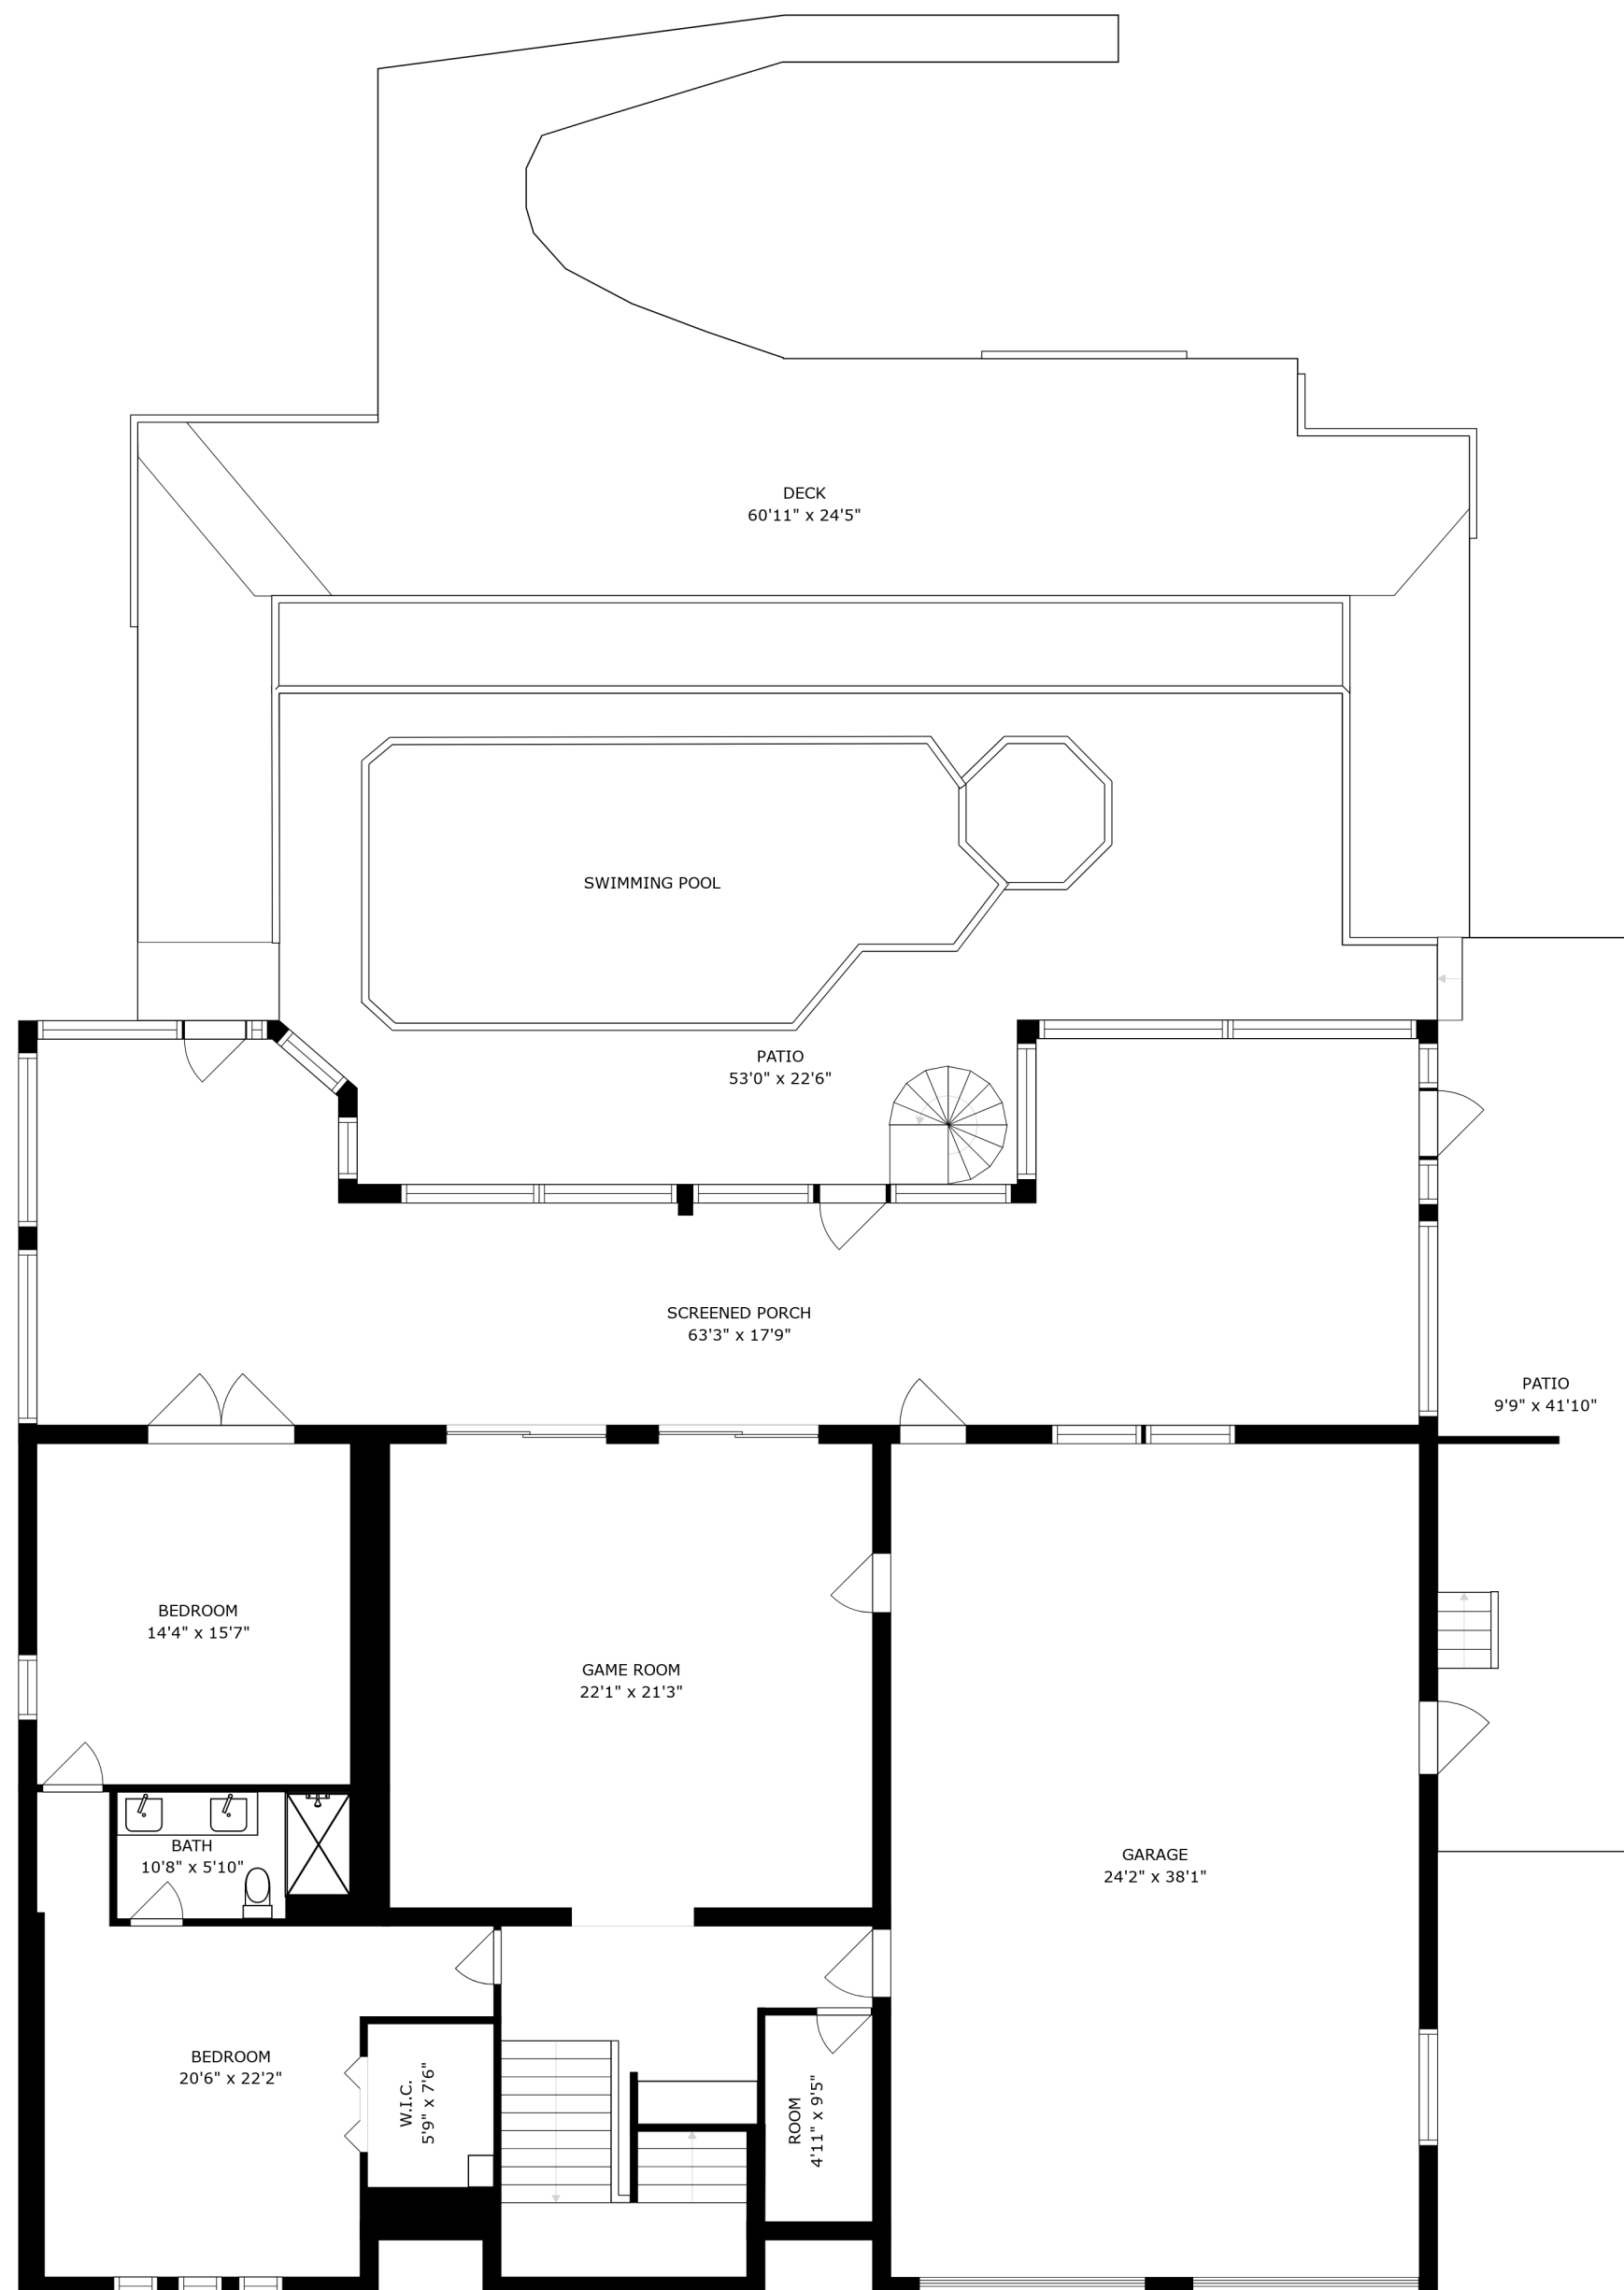 DECK
60'11" x 24'5"
SWIMMING POOL
PATIO
53'0" x 22'6"
SCREENED PORCH
63'3" x 17'9"
PATIO
9'9" x 41'10"
BEDROOM
14'4" x 15'7"
GAME ROOM
22'1" x 21'3"
BATH
10'8" x 5'10"
GARAGE
24'2" x 38'1"
BEDROOM
20'6" x 22'2"
W.I.C.
5'9" x 7'6"
ROOM
4'11" x 9'5"